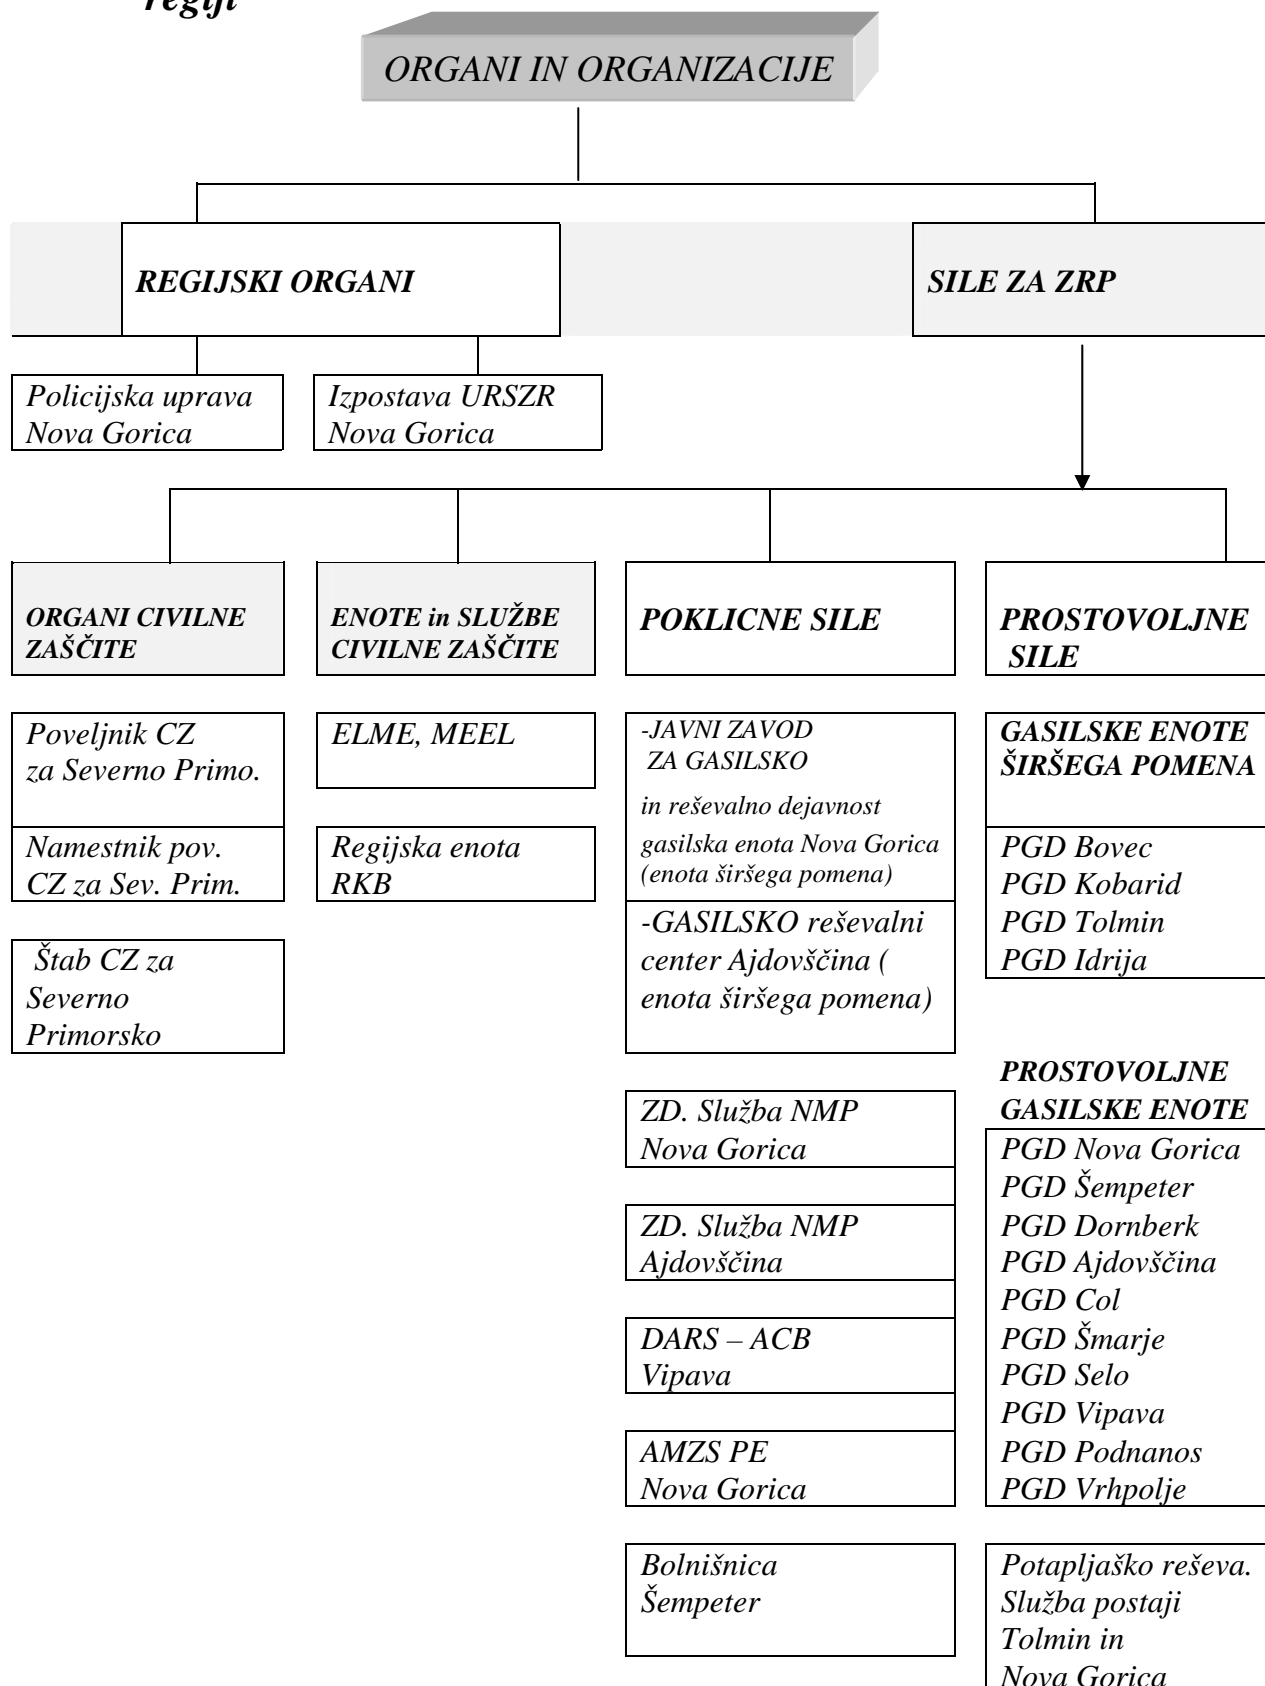 regiji
ORGANI IN ORGANIZACIJE
REGIJSKI ORGANI
SILE ZA ZRP
Policijska uprava
Nova Gorica
Izpostava URSZR
Nova Gorica
ORGANI CIVILNE
ZAŠČITE
ENOTE in SLUŽBE
CIVILNE ZAŠČITE
POKLICNE SILE
PROSTOVOLJNE
SILE
Poveljnik CZ
za Severno Primo.
Namestnik pov.
CZ za Sev. Prim.
Štab CZ za
Severno
Primorsko
ELME, MEEL
Regijska enota
RKB
-JAVNI ZAVOD
ZA GASILSKO
in reševalno dejavnost
gasilska enota Nova Gorica
(enota širšega pomena)
-GASILSKO reševalni
center Ajdovščina (
enota širšega pomena)
ZD. Služba NMP
Nova Gorica
ZD. Služba NMP
Ajdovščina
DARS – ACB
Vipava
AMZS PE
Nova Gorica
Bolnišnica
Šempeter
GASILSKE ENOTE
ŠIRŠEGA POMENA
PGD Bovec
PGD Kobarid
PGD Tolmin
PGD Idrija
PROSTOVOLJNE
GASILSKE ENOTE
PGD Nova Gorica
PGD Šempeter
PGD Dornberk
PGD Ajdovščina
PGD Col
PGD Šmarje
PGD Selo
PGD Vipava
PGD Podnanos
PGD Vrhpolje
Potapljaško reševa.
Služba postaji
Tolmin in
Nova Gorica